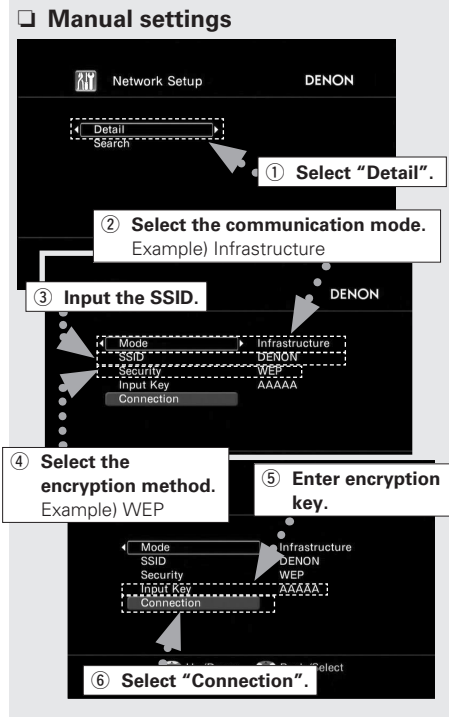 ❏ Manual settings
Network Setup
DENON
Detail
Search
① Select “Detail”.
② Select the communication mode.
Example) Infrastructure
③ Input the SSID.
DENON
Mode Infrastructure
SSID DENON
Security WEP
Input Key AAAAA
Connection
④ Select the
encryption method.
Example) WEP
⑤ Enter encryption
key.
Mode Infrastructure
SSID DENON
Security WEP
Input Key AAAAA
Connection
⑥ Select “Connection”.